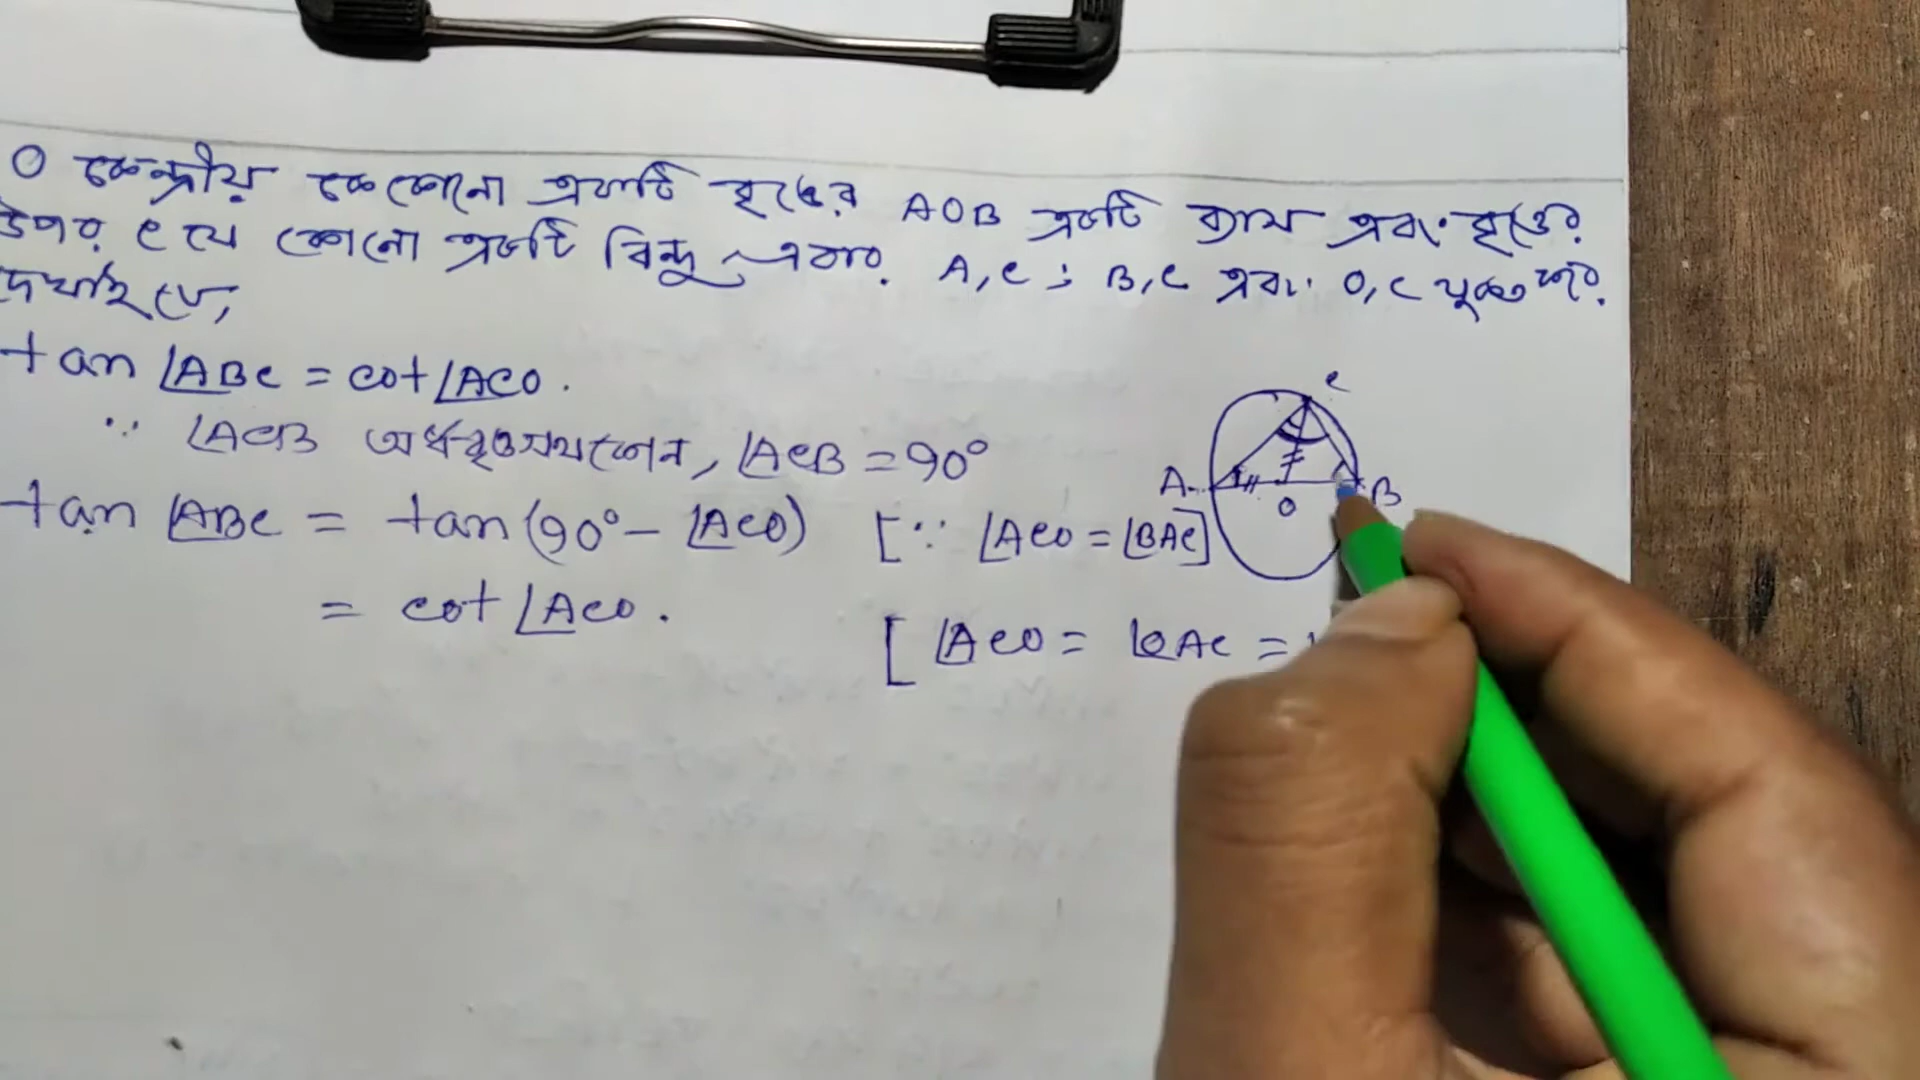 O কেন্দ্রীয় যেকোনো একটি বৃত্তের AOB একটি ব্যাস এবং বৃত্তের
উপর C যে কোনো একটি বিন্দু এবার A, C ; B, C এবং O, C যুক্ত করে
দেখাই যে,
tan ∠ABC = cot ∠ACO .
∵ ∠ACB অর্ধবৃত্তস্থ কোন, ∠ACB = 90°
tan ∠ABC = tan (90° − ∠ACO) [∵ ∠ACO = ∠BAC]
= cot ∠ACO .
[ ∠ACO = ∠OAC =
C
A
B
O